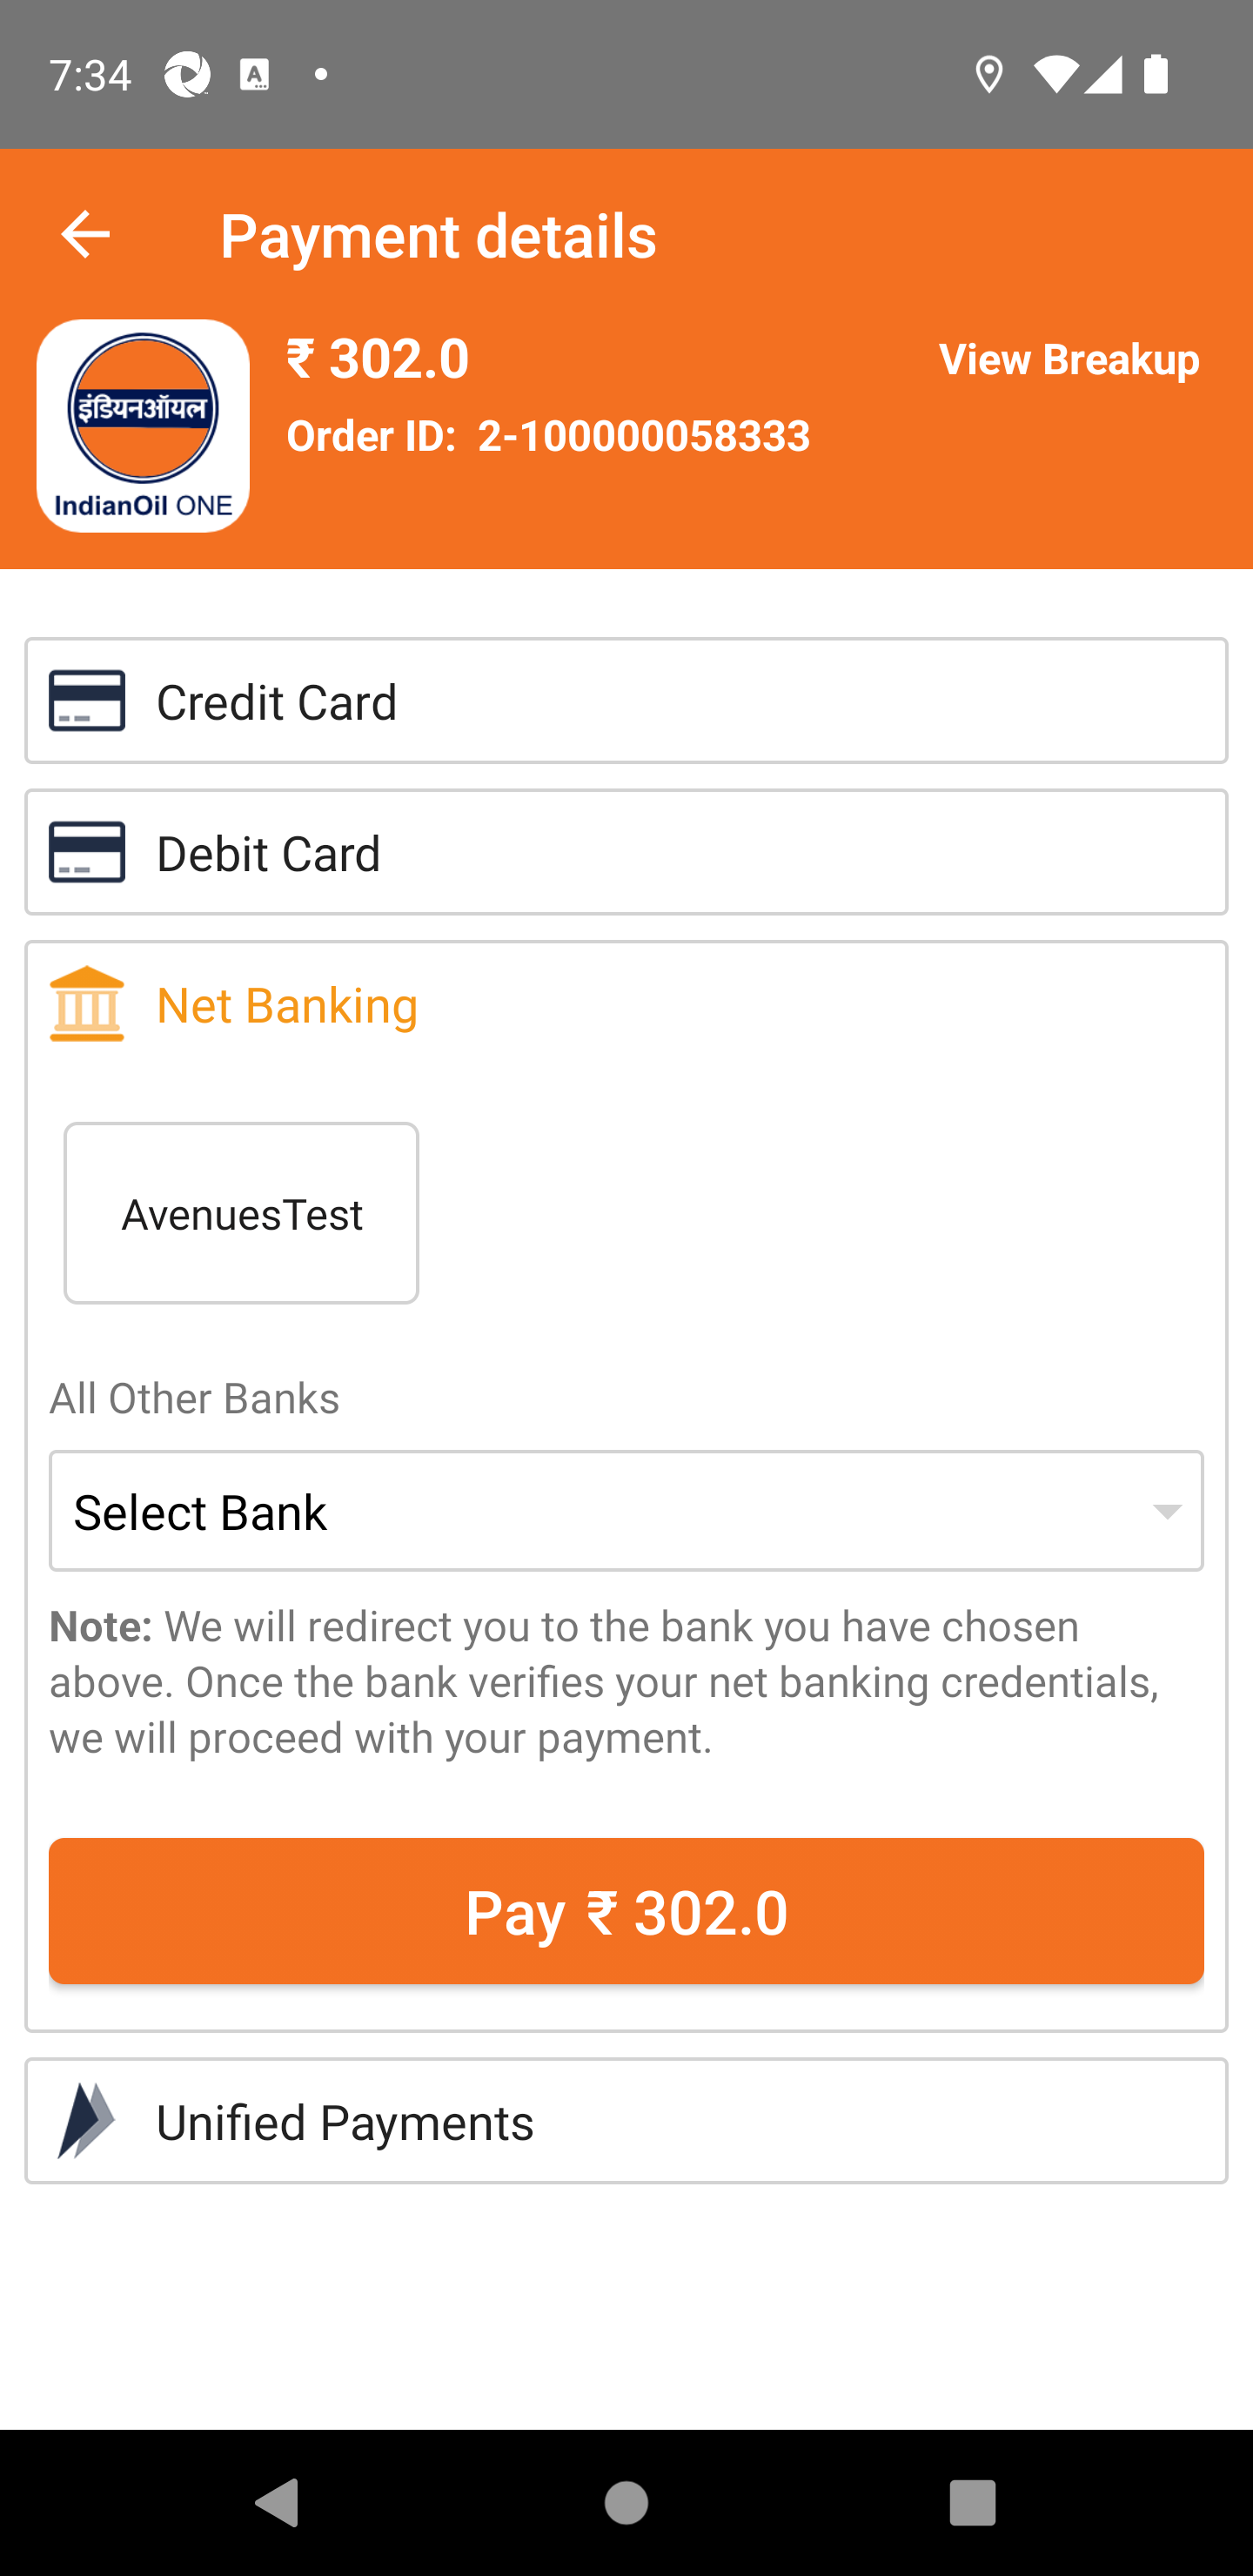 7:34
A
Payment details
₹ 302.0
View Breakup
Order ID: 2-100000058333
इंडियनऑयल
IndianOil ONE
Credit Card
Debit Card
Net Banking
AvenuesTest
All Other Banks
Select Bank
Note: We will redirect you to the bank you have chosen
above. Once the bank verifies your net banking credentials,
we will proceed with your payment.
Pay ₹ 302.0
Unified Payments